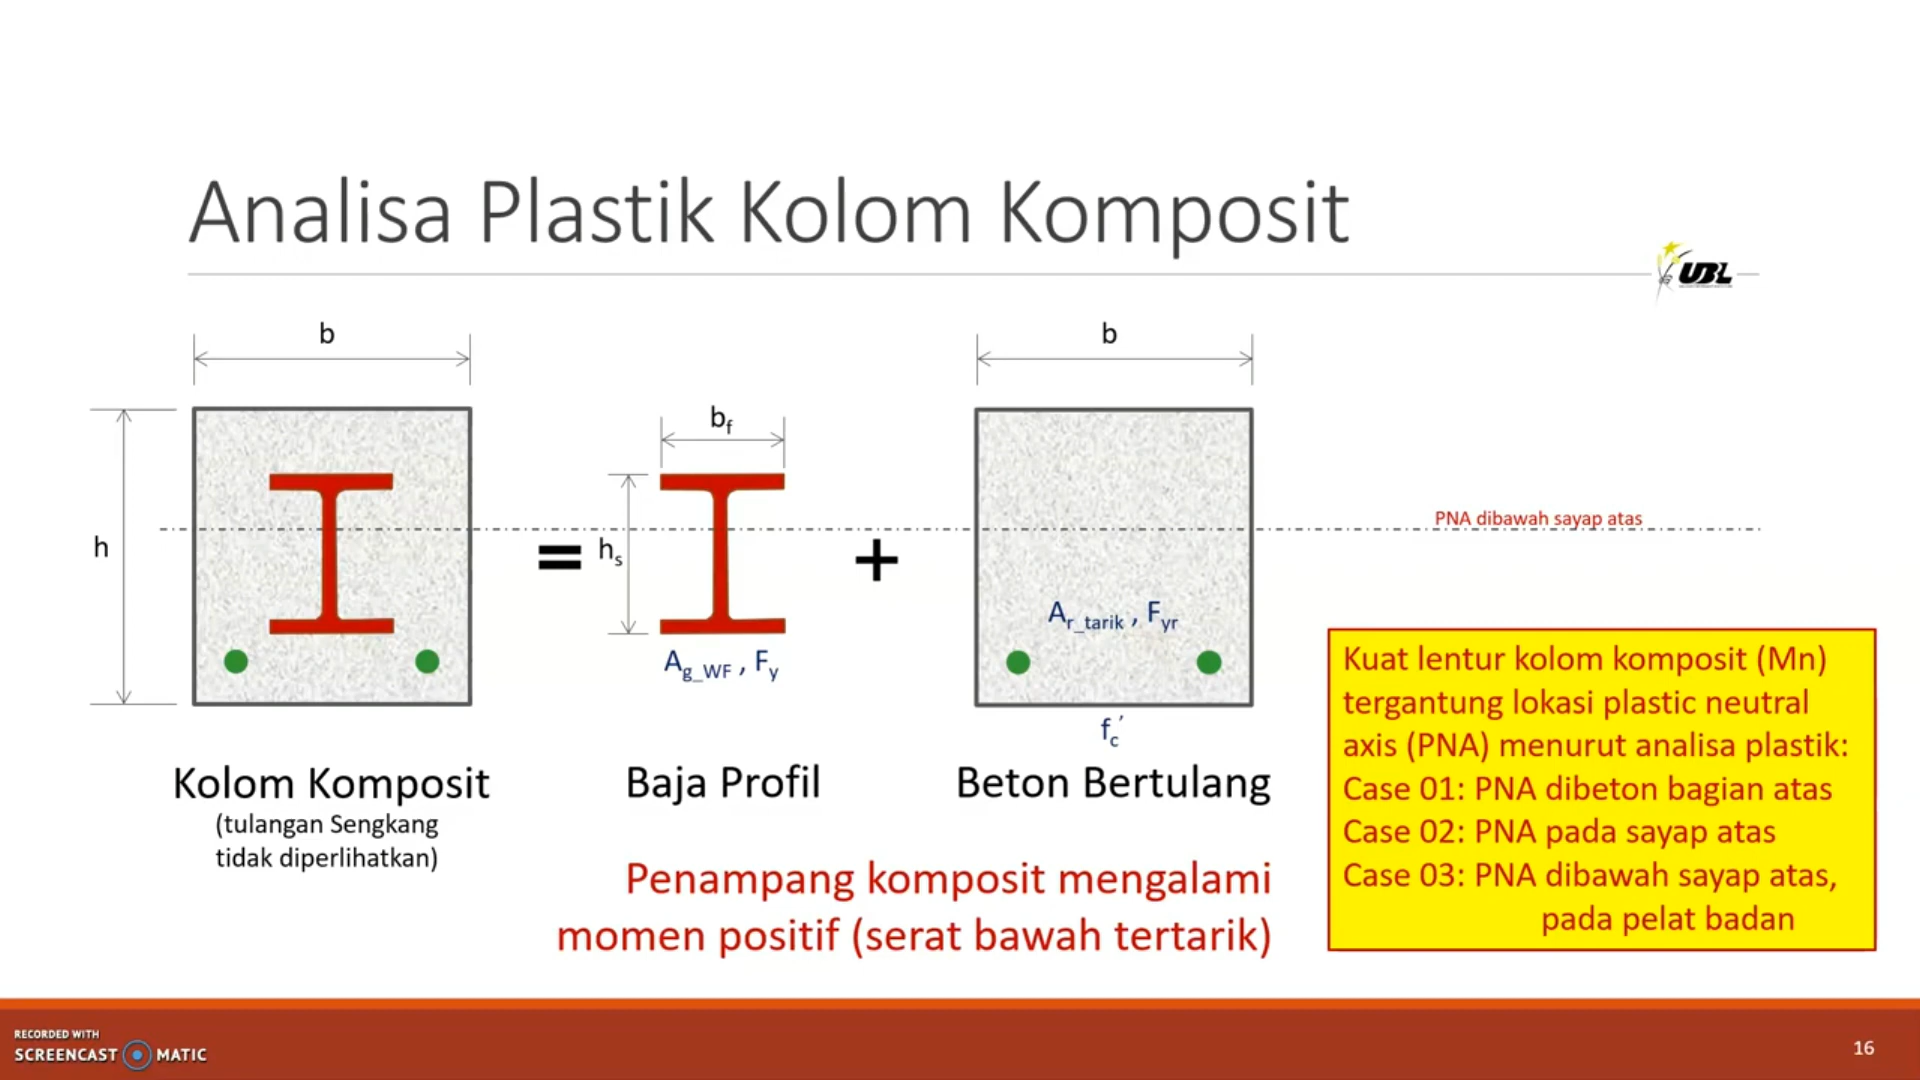 Analisa Plastik Kolom Komposit
UBL
b
b
b_f
h
h_s
PNA dibawah sayap atas
=
+
A_r_tarik , F_yr
A_g_WF , F_y
f_c′
Kolom Komposit
(tulangan Sengkang
tidak diperlihatkan)
Baja Profil
Beton Bertulang
Penampang komposit mengalami
momen positif (serat bawah tertarik)
Kuat lentur kolom komposit (Mn)
tergantung lokasi plastic neutral
axis (PNA) menurut analisa plastik:
Case 01: PNA dibeton bagian atas
Case 02: PNA pada sayap atas
Case 03: PNA dibawah sayap atas,
pada pelat badan
RECORDED WITH
SCREENCAST MATIC
16